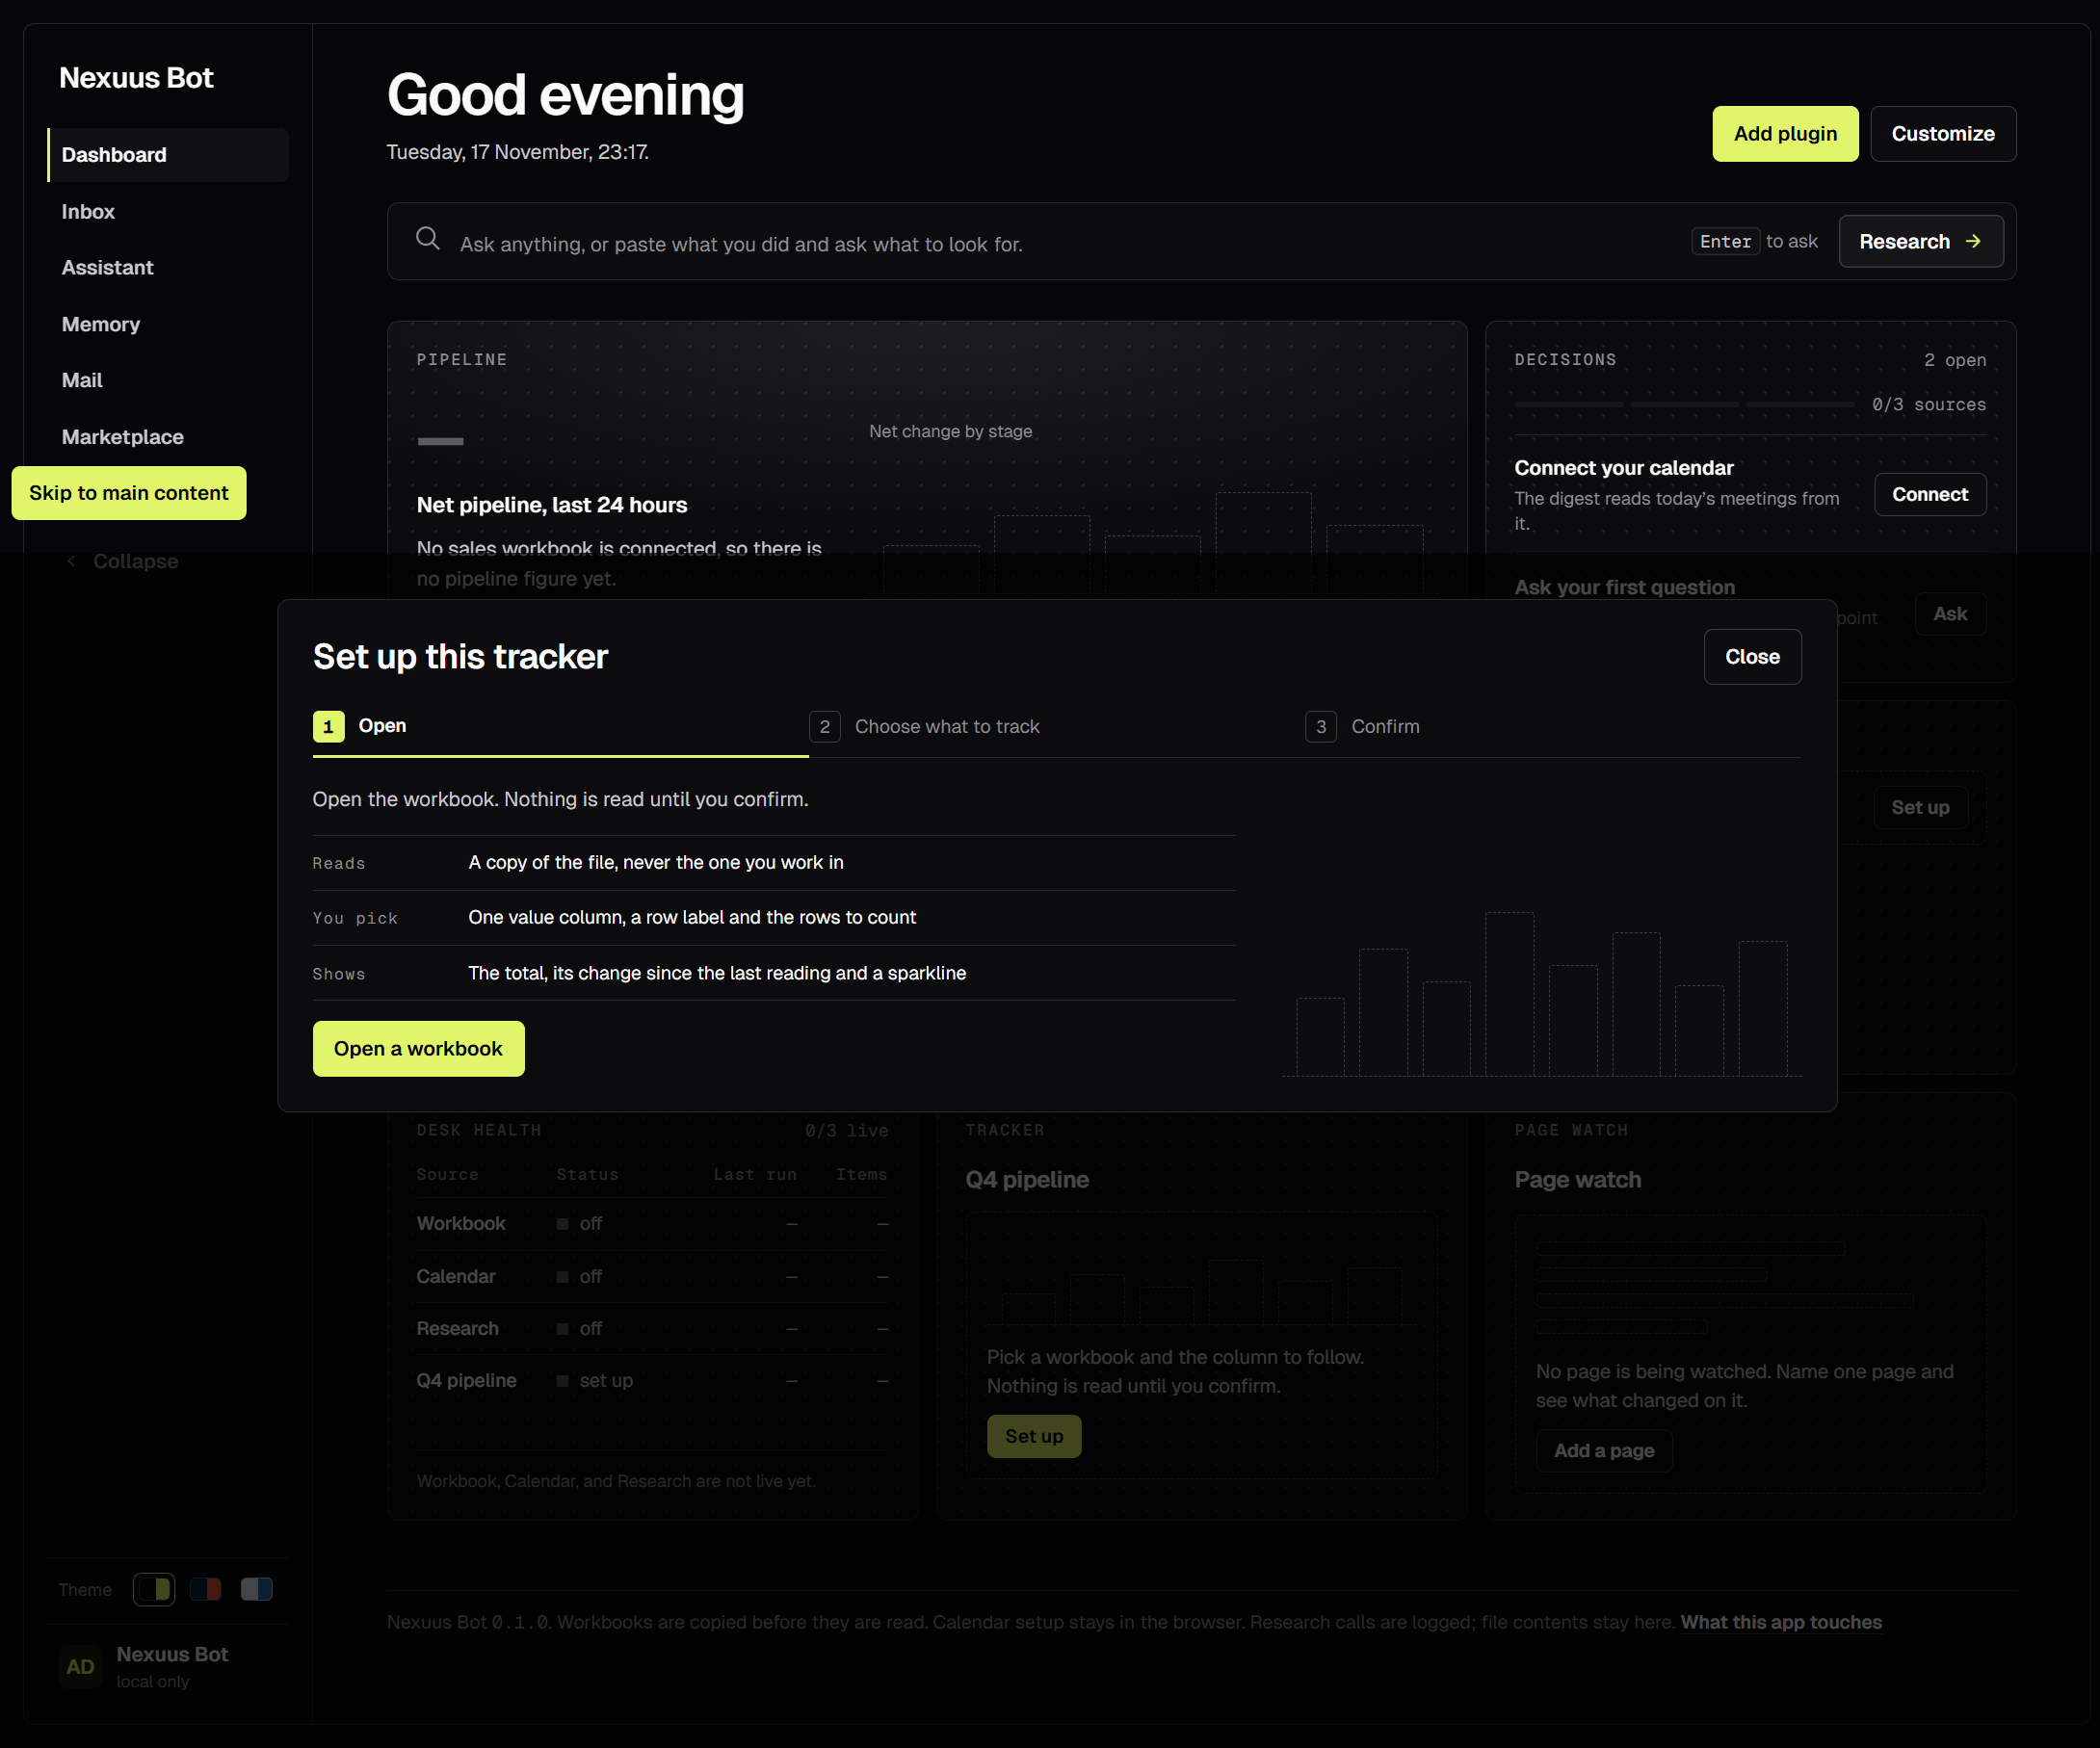 Nexuus Bot
Dashboard
Inbox
Assistant
Memory
Mail
Marketplace
Skip to main content
Collapse
Good evening
Tuesday, 17 November, 23:17.
Add plugin
Customize
Ask anything, or paste what you did and ask what to look for.
Enter to ask
Research
PIPELINE
Net change by stage
Net pipeline, last 24 hours
No sales workbook is connected, so there is
no pipeline figure yet.
DECISIONS
2 open
0/3 sources
Connect your calendar
The digest reads today's meetings from
it.
Connect
Ask your first question
point
Ask
Set up
Set up this tracker
Close
1 Open
2 Choose what to track
3 Confirm
Open the workbook. Nothing is read until you confirm.
Reads A copy of the file, never the one you work in
You pick One value column, a row label and the rows to count
Shows The total, its change since the last reading and a sparkline
Open a workbook
DESK HEALTH 0/3 live
Source Status Last run Items
Workbook off — —
Calendar off — —
Research off — —
Q4 pipeline set up — —
Workbook, Calendar, and Research are not live yet.
TRACKER
Q4 pipeline
Pick a workbook and the column to follow.
Nothing is read until you confirm.
Set up
PAGE WATCH
Page watch
No page is being watched. Name one page and
see what changed on it.
Add a page
Theme
AD
Nexuus Bot
local only
Nexuus Bot 0.1.0. Workbooks are copied before they are read. Calendar setup stays in the browser. Research calls are logged; file contents stay here. What this app touches